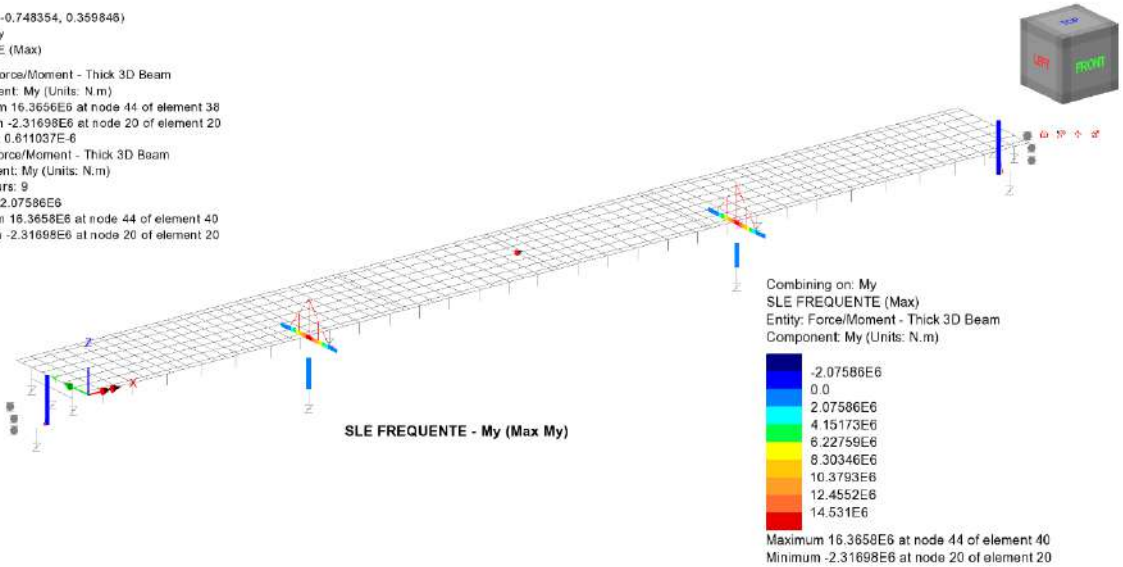 -0.748354, 0.359846)
y
E (Max)
orce/Moment - Thick 3D Beam
ent: My (Units: N.m)
m 16.3656E6 at node 44 of element 38
n -2.31698E6 at node 20 of element 20
0.611037E-6
orce/Moment - Thick 3D Beam
ent: My (Units: N.m)
urs: 9
2.07586E6
m 16.3658E6 at node 44 of element 40
n -2.31698E6 at node 20 of element 20
TOP
LEFT
FRONT
Z
Z
Z
Z
X
Z
Z
Z
Z
Z
SLE FREQUENTE - My (Max My)
Combining on: My
SLE FREQUENTE (Max)
Entity: Force/Moment - Thick 3D Beam
Component: My (Units: N.m)
-2.07586E6
0.0
2.07586E6
4.15173E6
6.22759E6
8.30346E6
10.3793E6
12.4552E6
14.531E6
Maximum 16.3658E6 at node 44 of element 40
Minimum -2.31698E6 at node 20 of element 20